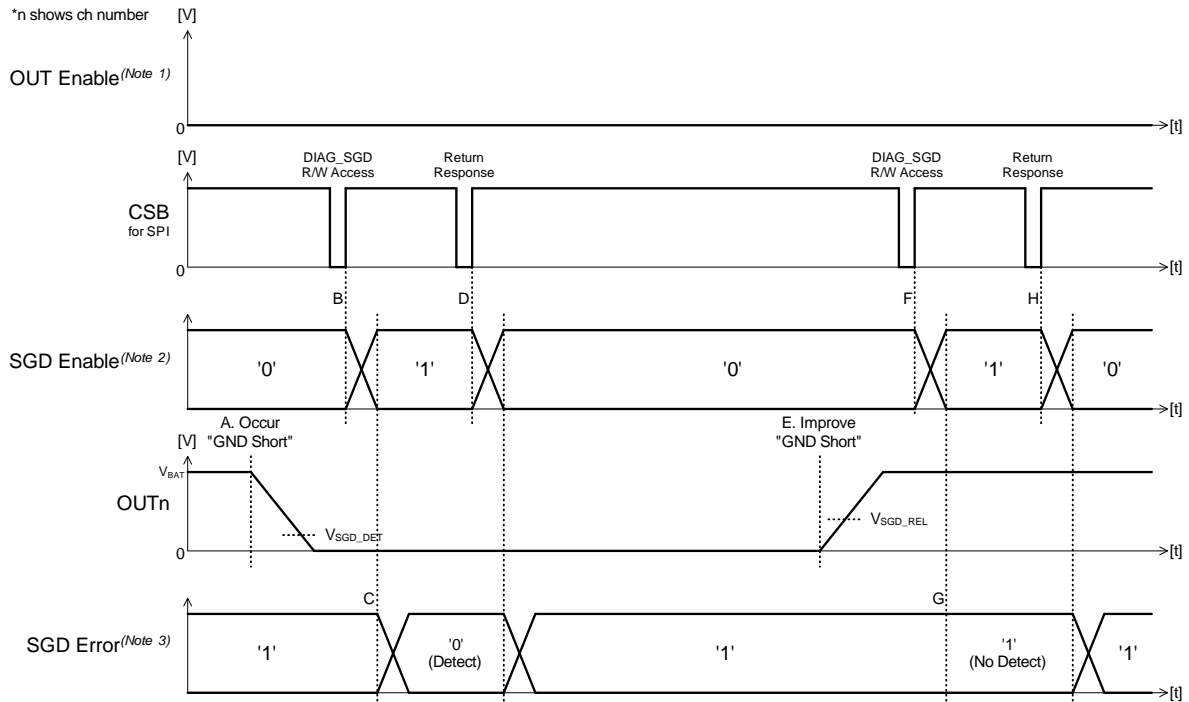 *n shows ch number
[V]
OUT Enable(Note 1)
0
[t]
[V]
DIAG_SGD
R/W Access
Return
Response
DIAG_SGD
R/W Access
Return
Response
CSB
for SPI
0
[t]
B
D
F
H
SGD Enable(Note 2)
'0'
'1'
'0'
'1'
'0'
A. Occur
"GND Short"
E. Improve
"GND Short"
[V]
VBAT
OUTn
VSGD_DET
VSGD_REL
0
[t]
C
G
SGD Error(Note 3)
'1'
'0'
(Detect)
'1'
'1'
(No Detect)
'1'
[t]